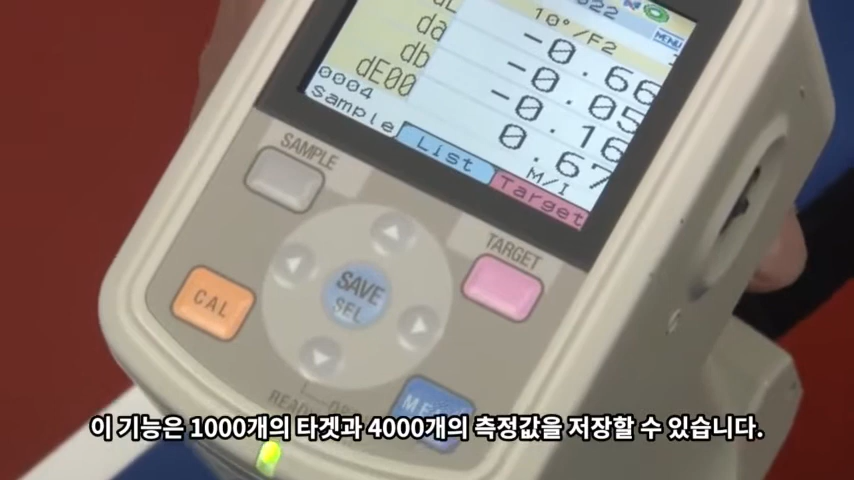 022
10°/F2
MENU
-0.66
da -0.05
db -0.16
dE00 0.67
0004
M/I
Sample
List
Target
SAMPLE
TARGET
CAL
SAVE
SEL
이 기능은 1000개의 타겟과 4000개의 측정값을 저장할 수 있습니다.